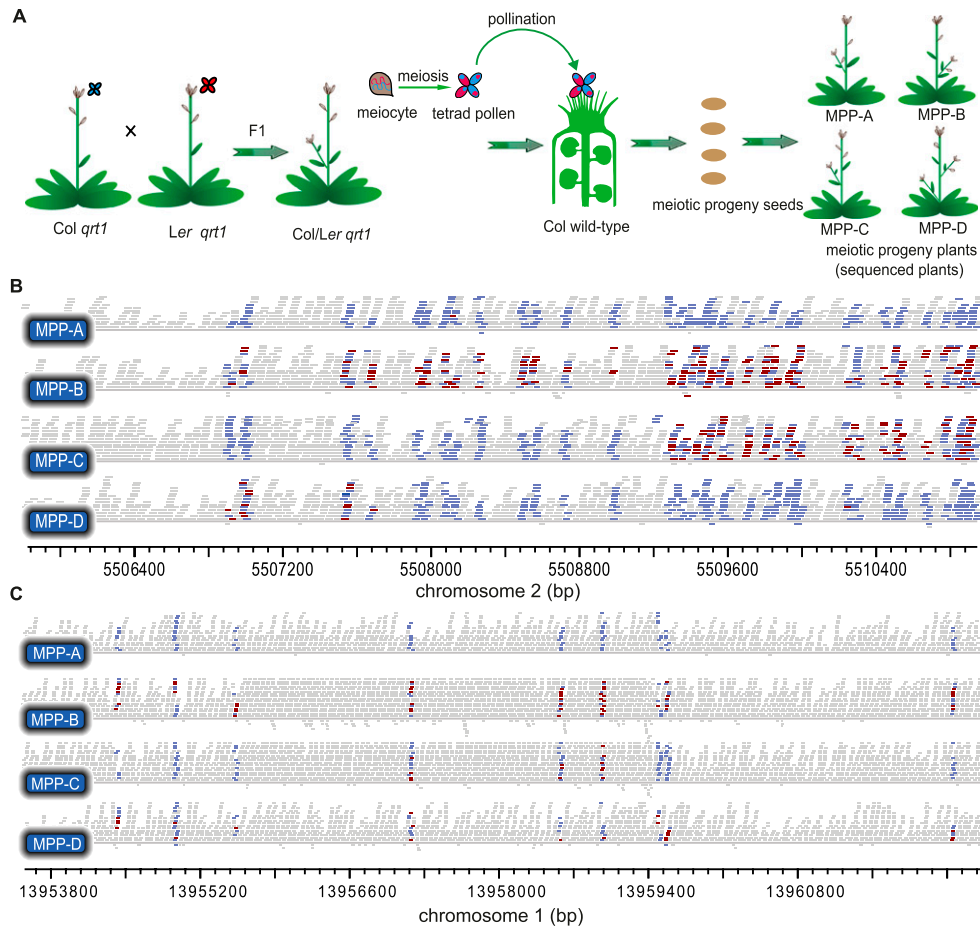 A
pollination
meiosis
meiocyte
tetrad pollen
×
F1
Col qrt1
Ler qrt1
Col/Ler qrt1
Col wild-type
meiotic progeny seeds
MPP-A
MPP-B
MPP-C
MPP-D
meiotic progeny plants
(sequenced plants)
B
MPP-A
MPP-B
MPP-C
MPP-D
5506400 5507200 5508000 5508800 5509600 5510400
chromosome 2 (bp)
C
MPP-A
MPP-B
MPP-C
MPP-D
13953800 13955200 13956600 13958000 13959400 13960800
chromosome 1 (bp)